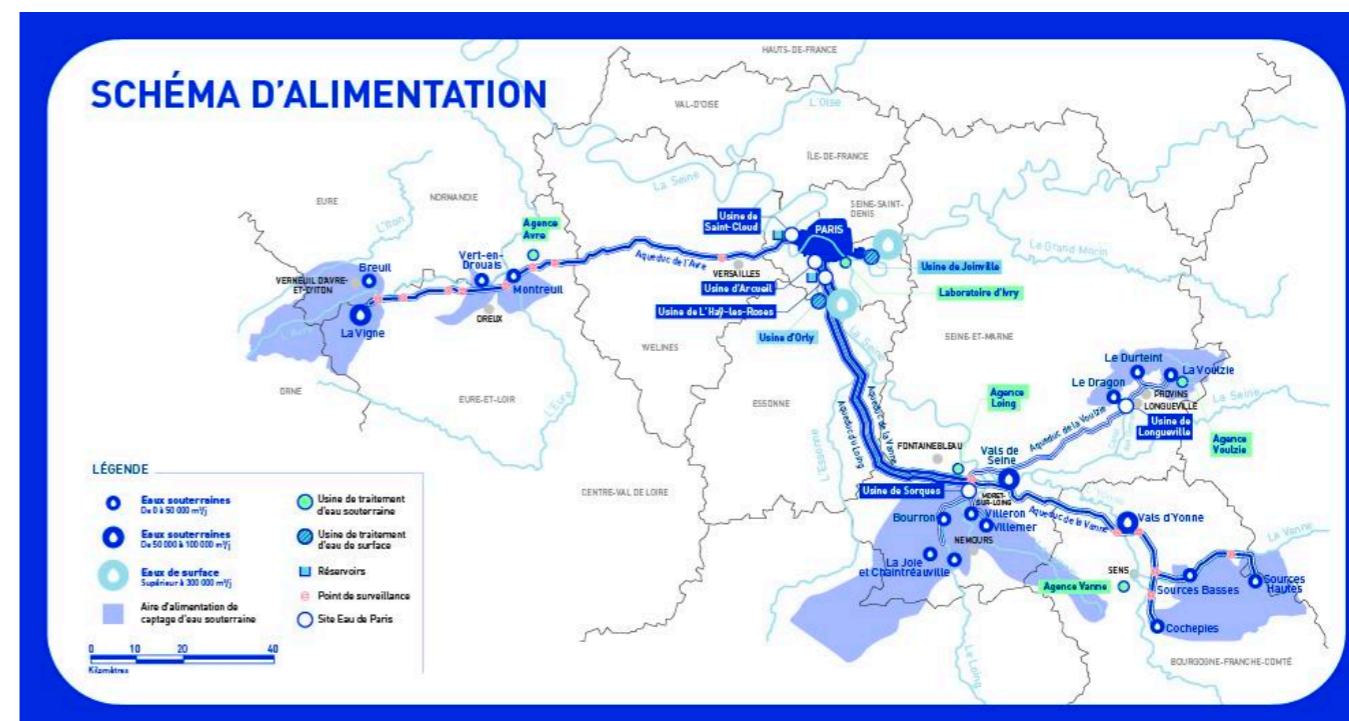 SCHÉMA D'ALIMENTATION
HAUTS-DE-FRANCE
VAL-D'OISE
L'Oise
ÎLE-DE-FRANCE
La Seine
SEINE-SAINT-
DENIS
EURE
NORMANDIE
L'Iton
Agence
Avre
Usine de
Saint-Cloud
PARIS
Le Grand Morin
Vert-en-
Drouais
Breuil
VERNEUIL D'AVRE-
ET-D'ITON
Aqueduc de l'Avre
VERSAILLES
Usine de Joinville
Montreuil
Usine d'Arcueil
Laboratoire d'Ivry
La Vigne
DREUX
Usine de L'Haÿ-les-Roses
Usine d'Orly
La Seine
SEINE-ET-MARNE
YVELINES
Le Durteint
La Voulzie
Le Dragon
PROVINS
LONGUEVILLE
La Seine
ORNE
EURE-ET-LOIR
L'Eure
ESSONNE
Agence
Loing
Aqueduc de la Voulzie
Usine de
Longueville
Aqueduc du Loing
Aqueduc de la Vanne
L'Essonne
FONTAINEBLEAU
Vals de
Seine
Agence
Voulzie
CENTRE-VAL DE LOIRE
Usine de Sorques
MORET-
SUR-LOING
Aqueduc de la Vanne
Bourron
Villeron
Villemer
Vals d'Yonne
NEMOURS
La Vanne
La Joie
et Chaintréauville
SENS
Agence Vanne
Sources Basses
Sources
Hautes
Cochepies
Le Loing
BOURGOGNE-FRANCHE-COMTÉ
LÉGENDE
Eaux souterraines
De 0 à 50 000 m³/j
Eaux souterraines
De 50 000 à 100 000 m³/j
Eaux de surface
Supérieur à 300 000 m³/j
Aire d'alimentation de
captage d'eau souterraine
Usine de traitement
d'eau souterraine
Usine de traitement
d'eau de surface
Réservoirs
Point de surveillance
Site Eau de Paris
0 10 20 40
Kilomètres